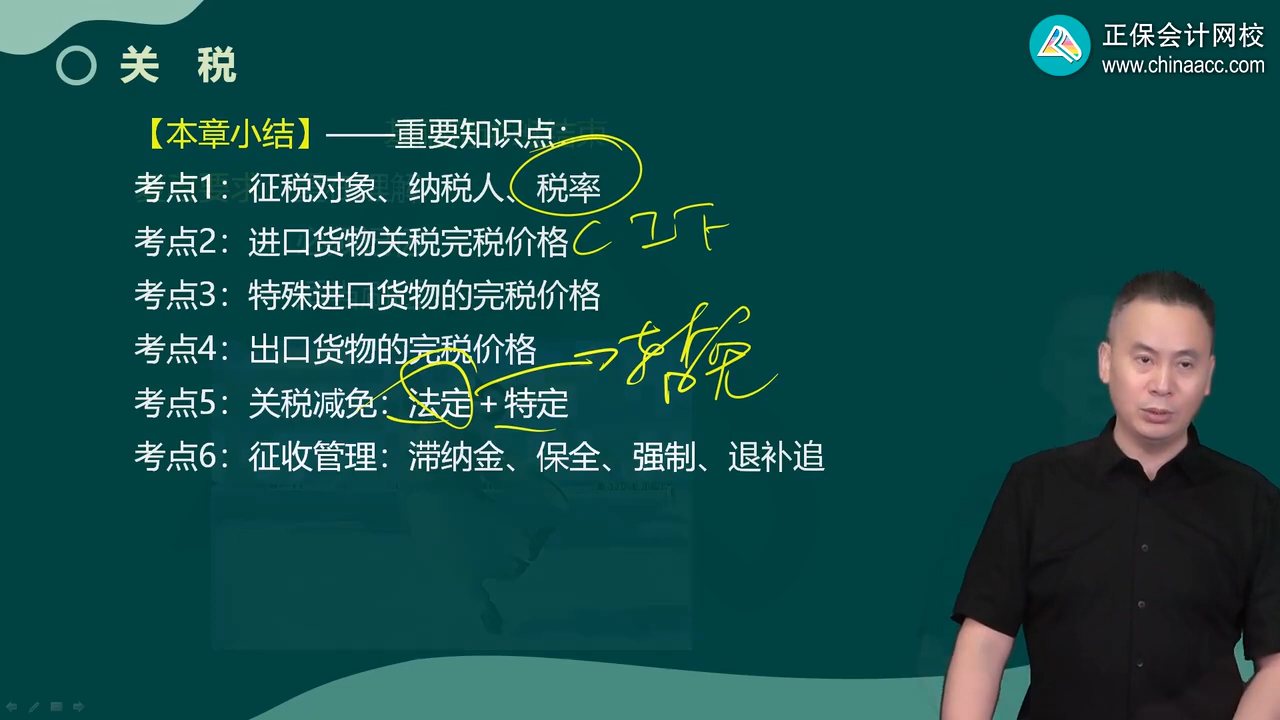 正保会计网校
www.chinaacc.com
关 税
【本章小结】——重要知识点：
考点1：征税对象、纳税人、税率
考点2：进口货物关税完税价格 CIF
考点3：特殊进口货物的完税价格
考点4：出口货物的完税价格
考点5：关税减免：法定＋特定
考点6：征收管理：滞纳金、保全、强制、退补追